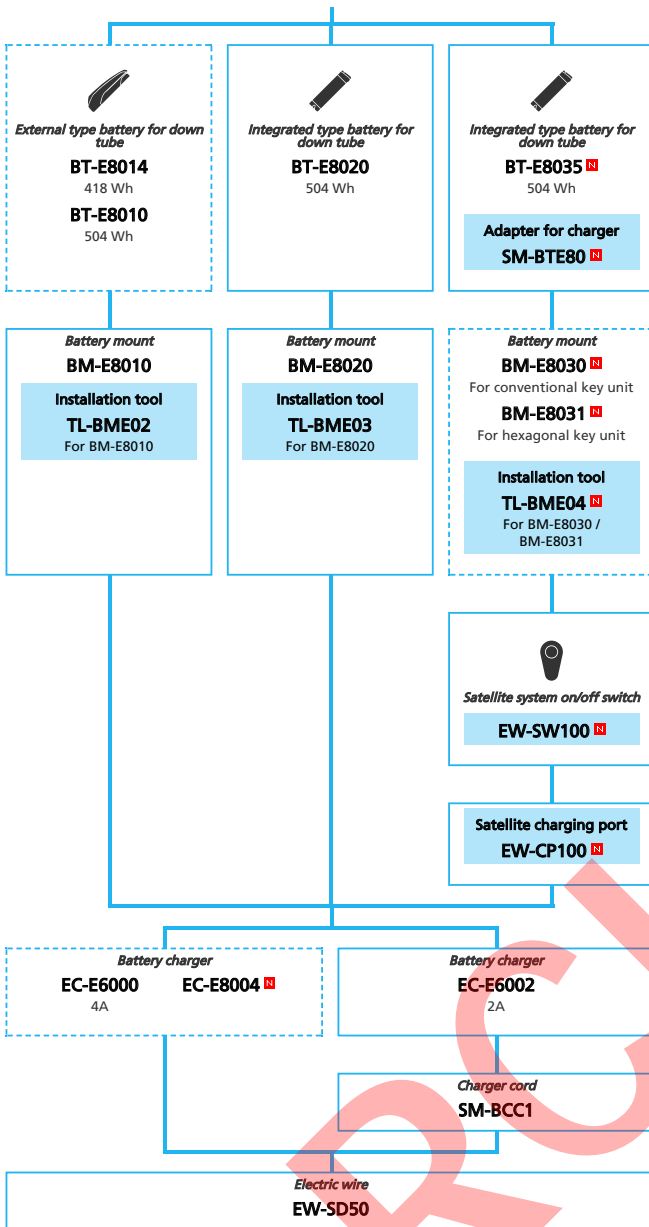 External type battery for down
tube
BT-E8014
418 Wh
BT-E8010
504 Wh
Integrated type battery for
down tube
BT-E8020
504 Wh
Integrated type battery for
down tube
BT-E8035 N
504 Wh
Adapter for charger
SM-BTE80 N
Battery mount
BM-E8010
Installation tool
TL-BME02
For BM-E8010
Battery mount
BM-E8020
Installation tool
TL-BME03
For BM-E8020
Battery mount
BM-E8030 N
For conventional key unit
BM-E8031 N
For hexagonal key unit
Installation tool
TL-BME04 N
For BM-E8030 /
BM-E8031
Satellite system on/off switch
EW-SW100 N
Satellite charging port
EW-CP100 N
Battery charger
EC-E6000 EC-E8004 N
4A
Battery charger
EC-E6002
2A
Charger cord
SM-BCC1
Electric wire
EW-SD50